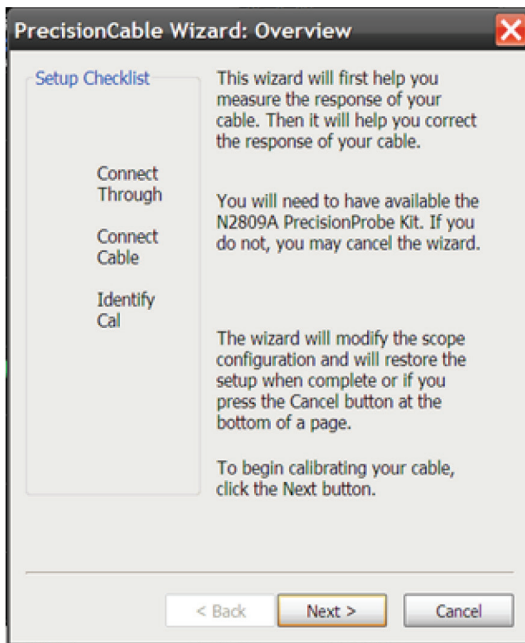 PrecisionCable Wizard: Overview
Setup Checklist
Connect
Through
Connect
Cable
Identify
Cal
This wizard will first help you
measure the response of your
cable. Then it will help you correct
the response of your cable.
You will need to have available the
N2809A PrecisionProbe Kit. If you
do not, you may cancel the wizard.
The wizard will modify the scope
configuration and will restore the
setup when complete or if you
press the Cancel button at the
bottom of a page.
To begin calibrating your cable,
click the Next button.
< Back
Next >
Cancel